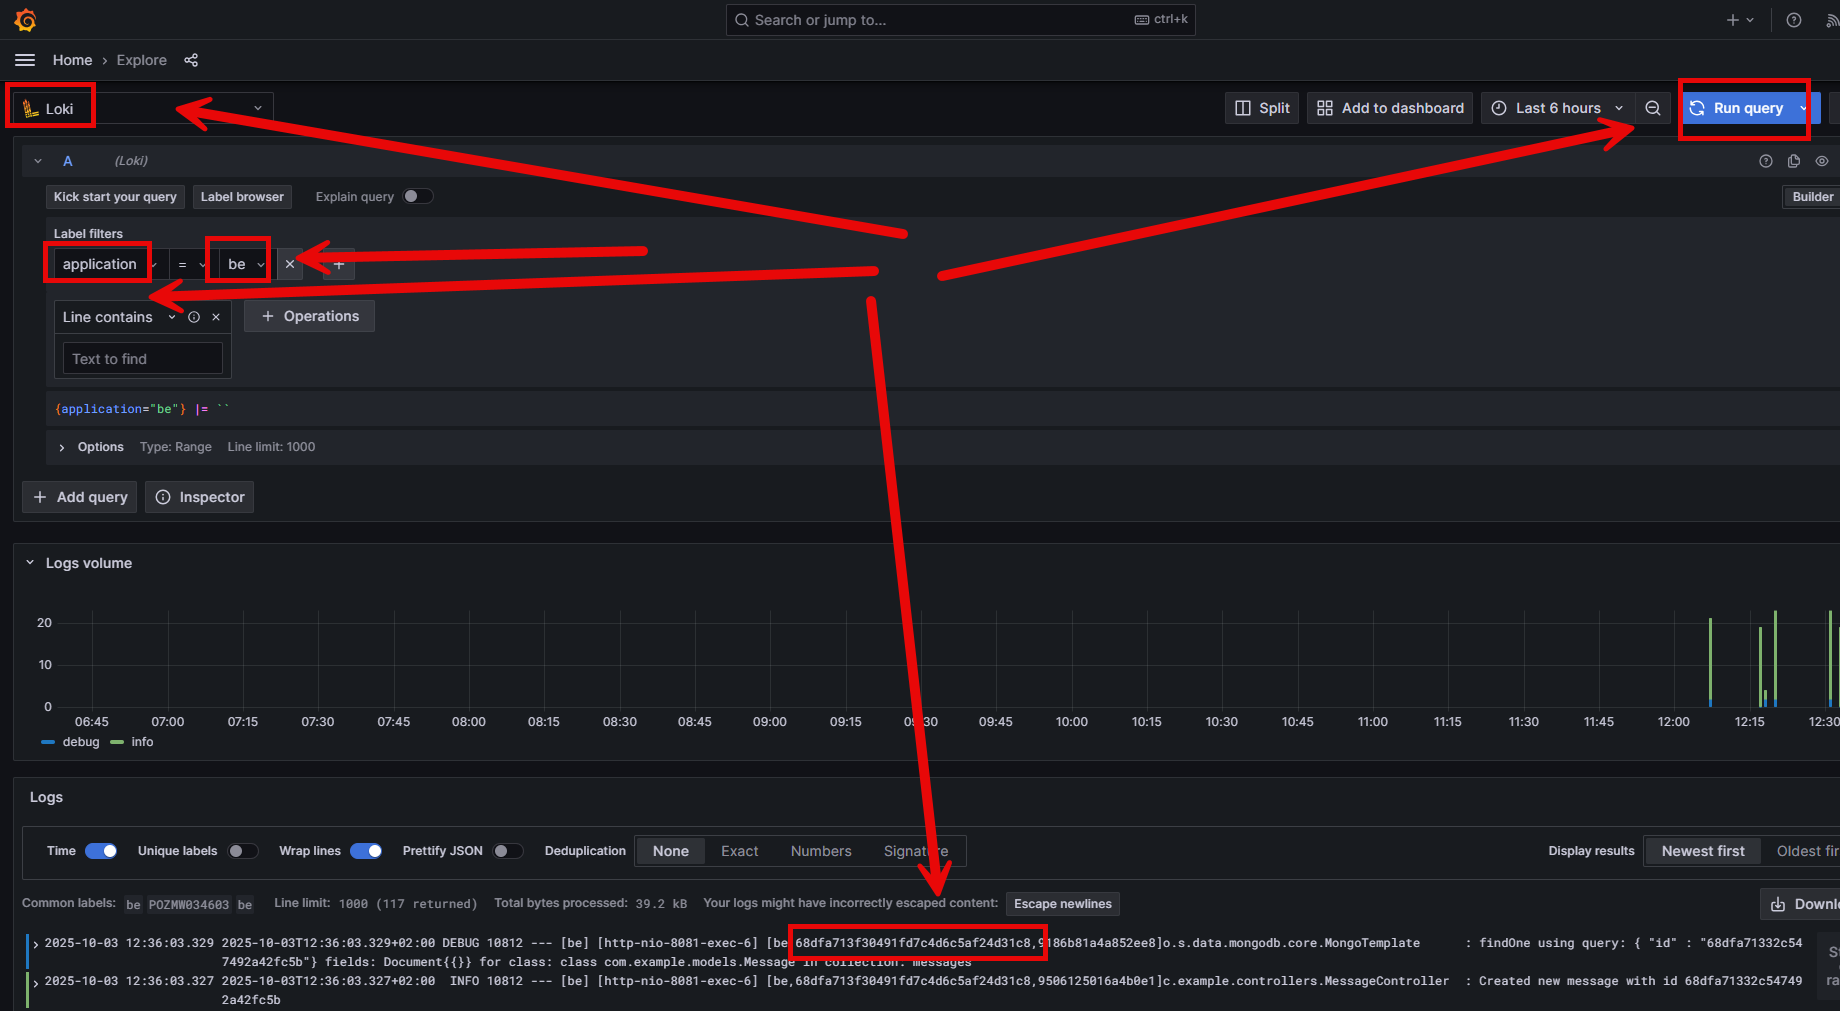 Search or jump to...
ctrl+k
Home › Explore
Loki
Split
Add to dashboard
Last 6 hours
Run query
A (Loki)
Kick start your query
Label browser
Explain query
Builder
Label filters
application = be
Line contains
Operations
Text to find
{application="be"} |= ``
Options Type: Range Line limit: 1000
+ Add query
Inspector
Logs volume
20
10
0
06:45 07:00 07:15 07:30 07:45 08:00 08:15 08:30 08:45 09:00 09:15 09:30 09:45 10:00 10:15 10:30 10:45 11:00 11:15 11:30 11:45 12:00 12:15 12:30
debug info
Logs
Time Unique labels Wrap lines Prettify JSON Deduplication None Exact Numbers Signature Display results Newest first Oldest fir
Common labels: be POZMW034603 be Line limit: 1000 (117 returned) Total bytes processed: 39.2 kB Your logs might have incorrectly escaped content: Escape newlines Downl
2025-10-03 12:36:03.329 2025-10-03T12:36:03.329+02:00 DEBUG 10812 --- [be] [http-nio-8081-exec-6] [be,68dfa713f30491fd7c4d6c5af24d31c8,9186b81a4a852ee8]o.s.data.mongodb.core.MongoTemplate : findOne using query: { "id" : "68dfa71332c54
7492a42fc5b"} fields: Document{{}} for class: class com.example.models.Message in collection: messages
2025-10-03 12:36:03.327 2025-10-03T12:36:03.327+02:00 INFO 10812 --- [be] [http-nio-8081-exec-6] [be,68dfa713f30491fd7c4d6c5af24d31c8,9506125016a4b0e1]c.example.controllers.MessageController : Created new message with id 68dfa71332c54749
2a42fc5b